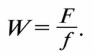 W = F/f.